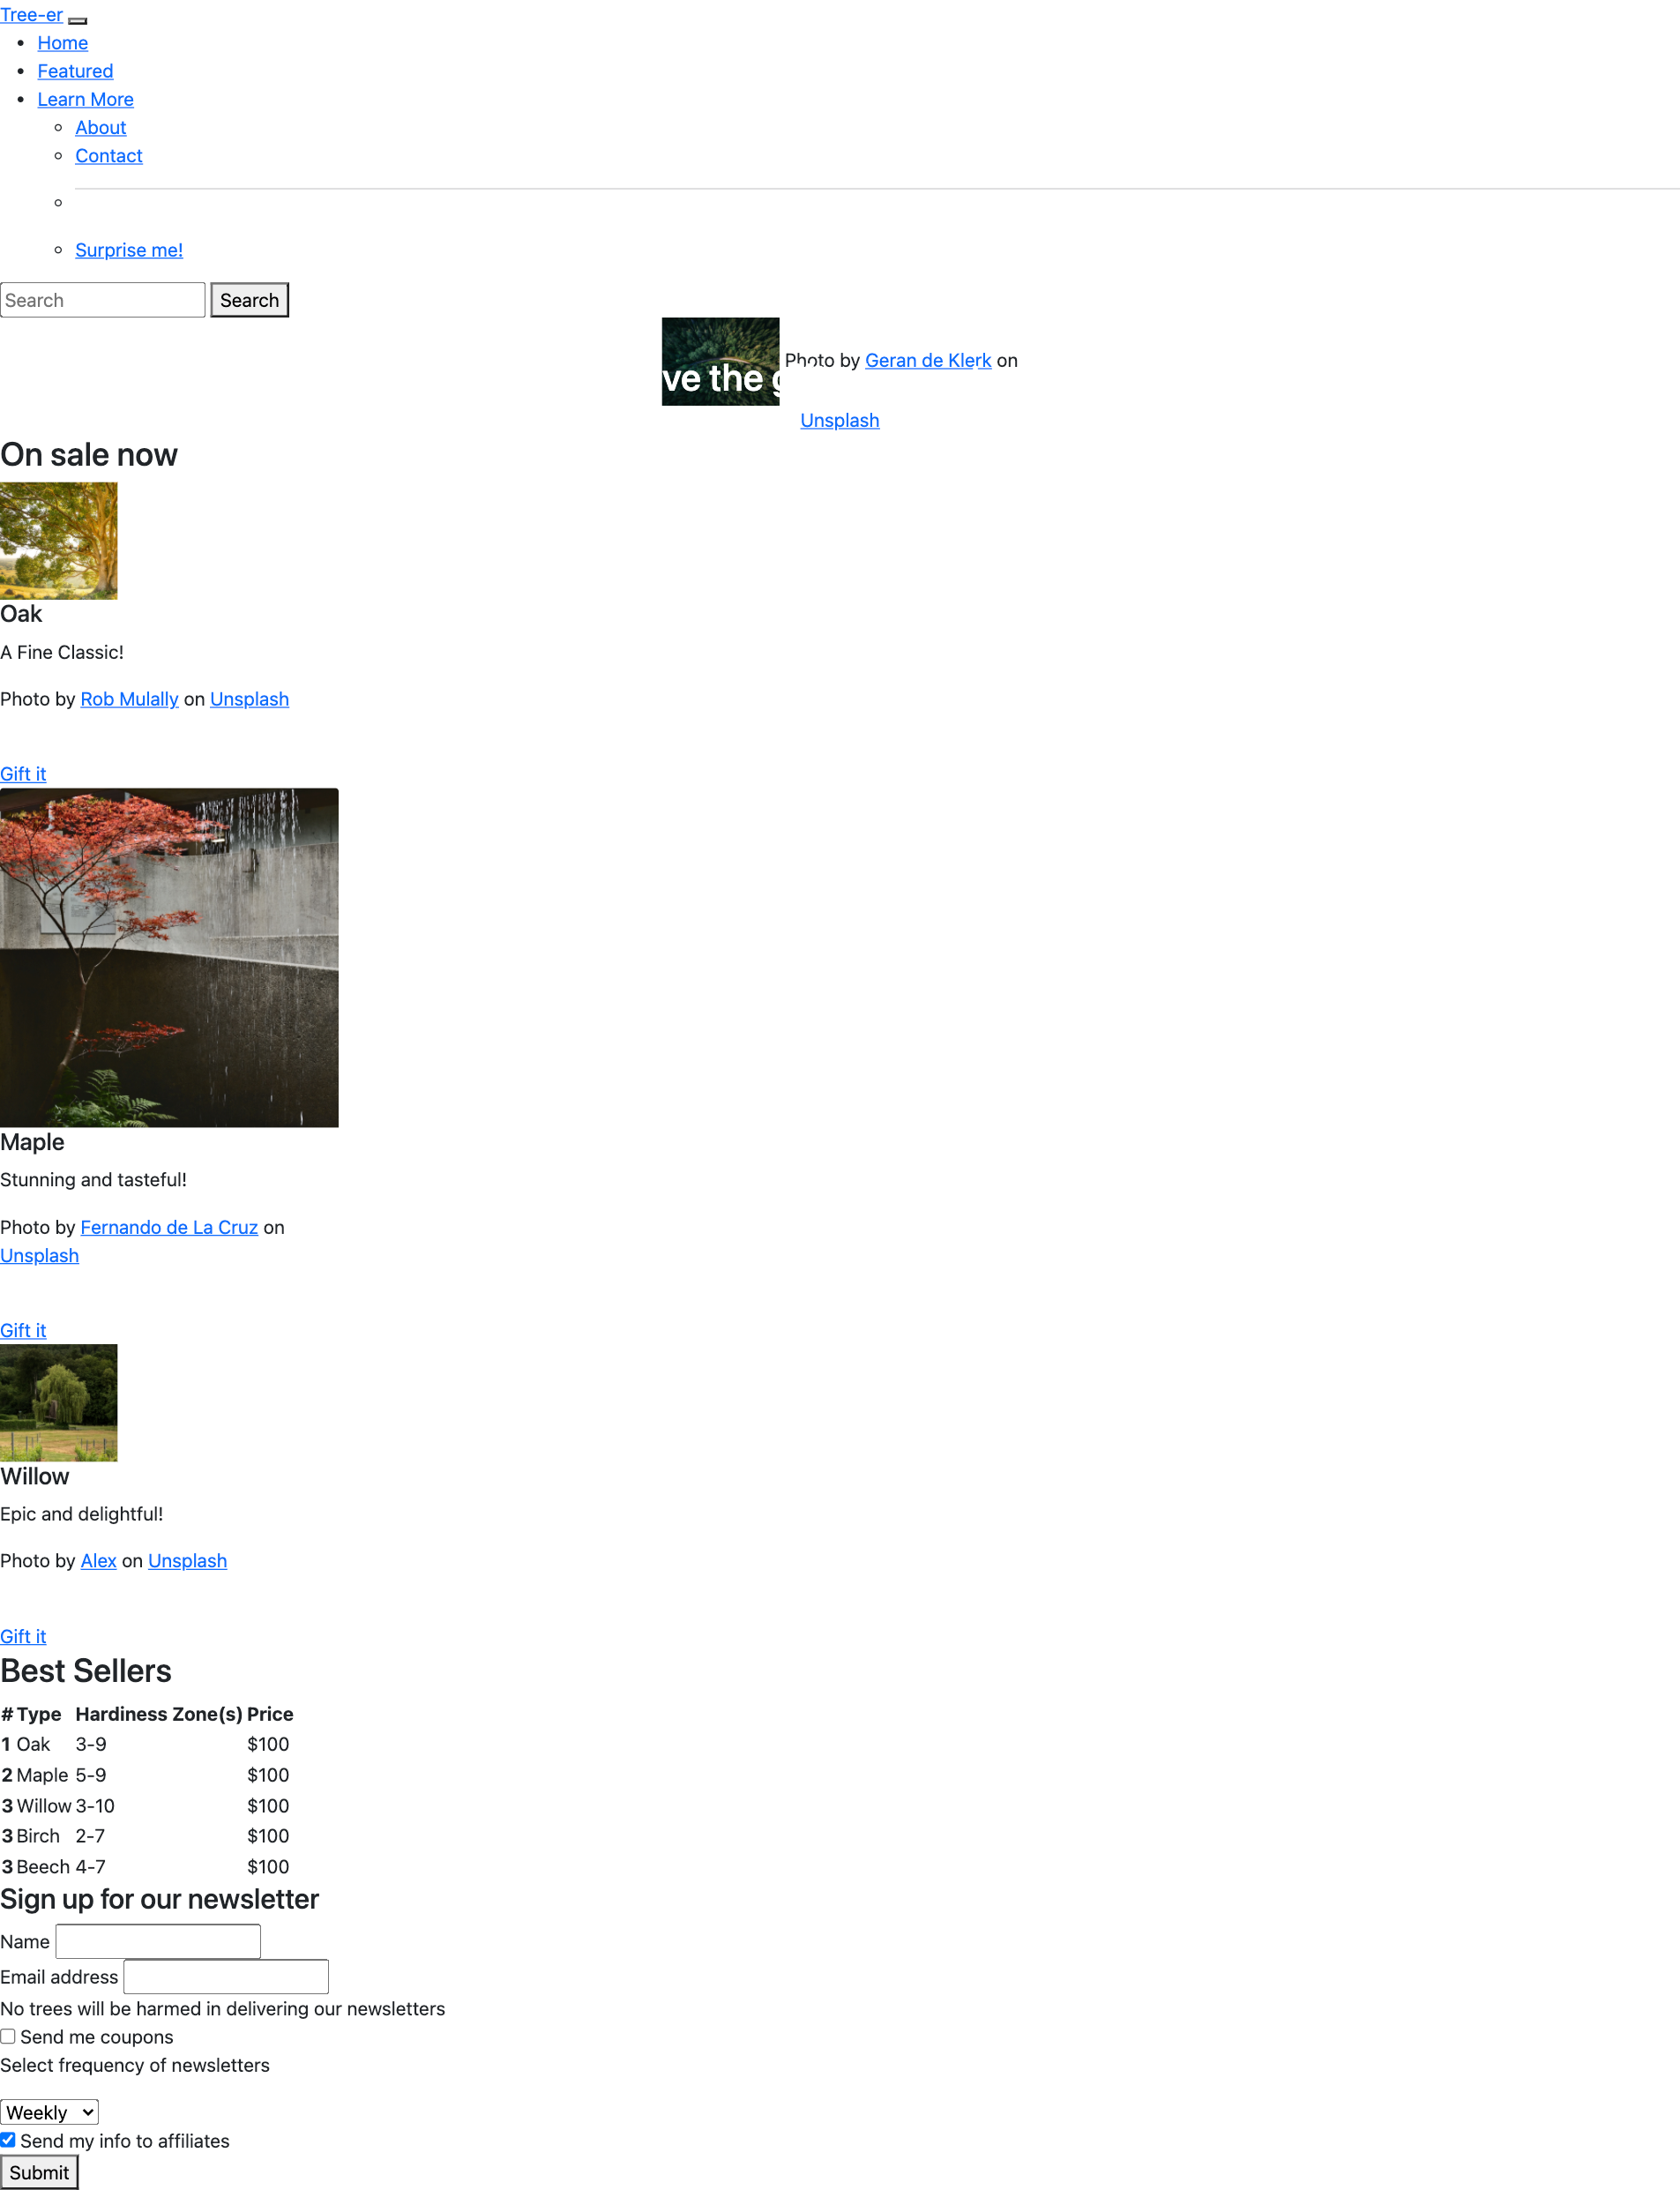 Tree-er
Home
Featured
Learn More
About
Contact
Surprise me!
Search Search
Photo by Geran de Klerk on
ve the g
Unsplash
On sale now
Oak
A Fine Classic!
Photo by Rob Mulally on Unsplash
Gift it
Maple
Stunning and tasteful!
Photo by Fernando de La Cruz on
Unsplash
Gift it
Willow
Epic and delightful!
Photo by Alex on Unsplash
Gift it
Best Sellers
# Type Hardiness Zone(s) Price
1 Oak 3-9 $100
2 Maple 5-9 $100
3 Willow 3-10 $100
3 Birch 2-7 $100
3 Beech 4-7 $100
Sign up for our newsletter
Name
Email address
No trees will be harmed in delivering our newsletters
Send me coupons
Select frequency of newsletters
Weekly
Send my info to affiliates
Submit